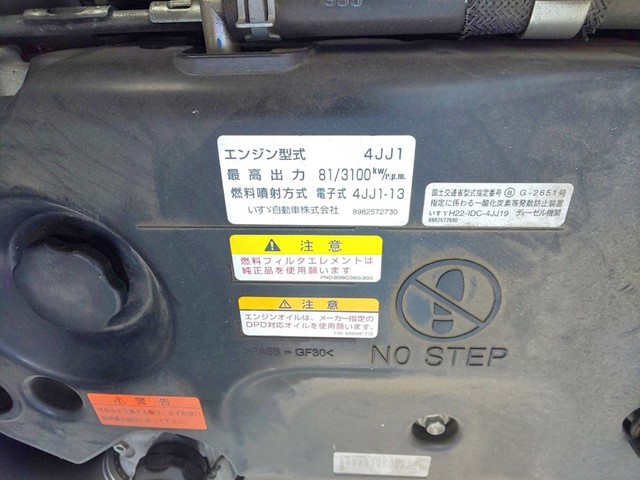 エンジン型式 4JJ1
最高出力 81/3100kw/r.p.m.
燃料噴射方式 電子式 4JJ1-13
いすゞ自動車株式会社 8982572730
国土交通省型式指定番号 G-2651号
指定に係わる一酸化炭素等発散防止装置
いすゞH22-IDC-4JJ19 ディーゼル機関
注意
燃料フィルタエレメントは
純正品を使用願います
注意
エンジンオイルは、メーカー指定の
DPD対応オイルを使用願います。
-GF30<
NO STEP
警告